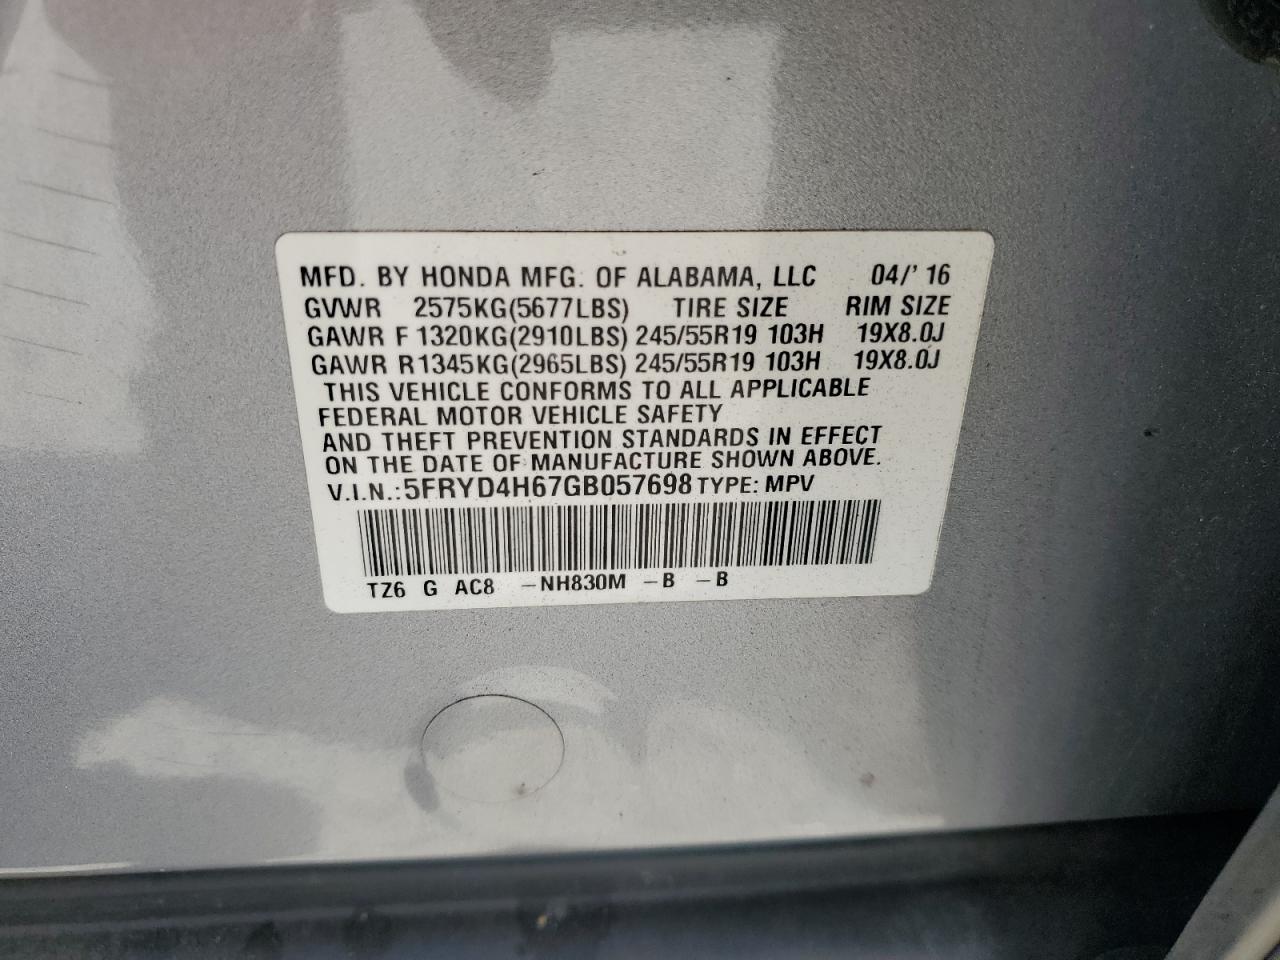 MFD. BY HONDA MFG. OF ALABAMA, LLC 04/' 16
GVWR 2575KG(5677LBS) TIRE SIZE RIM SIZE
GAWR F 1320KG(2910LBS) 245/55R19 103H 19X8.0J
GAWR R1345KG(2965LBS) 245/55R19 103H 19X8.0J
THIS VEHICLE CONFORMS TO ALL APPLICABLE
FEDERAL MOTOR VEHICLE SAFETY
AND THEFT PREVENTION STANDARDS IN EFFECT
ON THE DATE OF MANUFACTURE SHOWN ABOVE.
V.I.N.:5FRYD4H67GB057698 TYPE: MPV
TZ6 G AC8 –NH830M –B –B